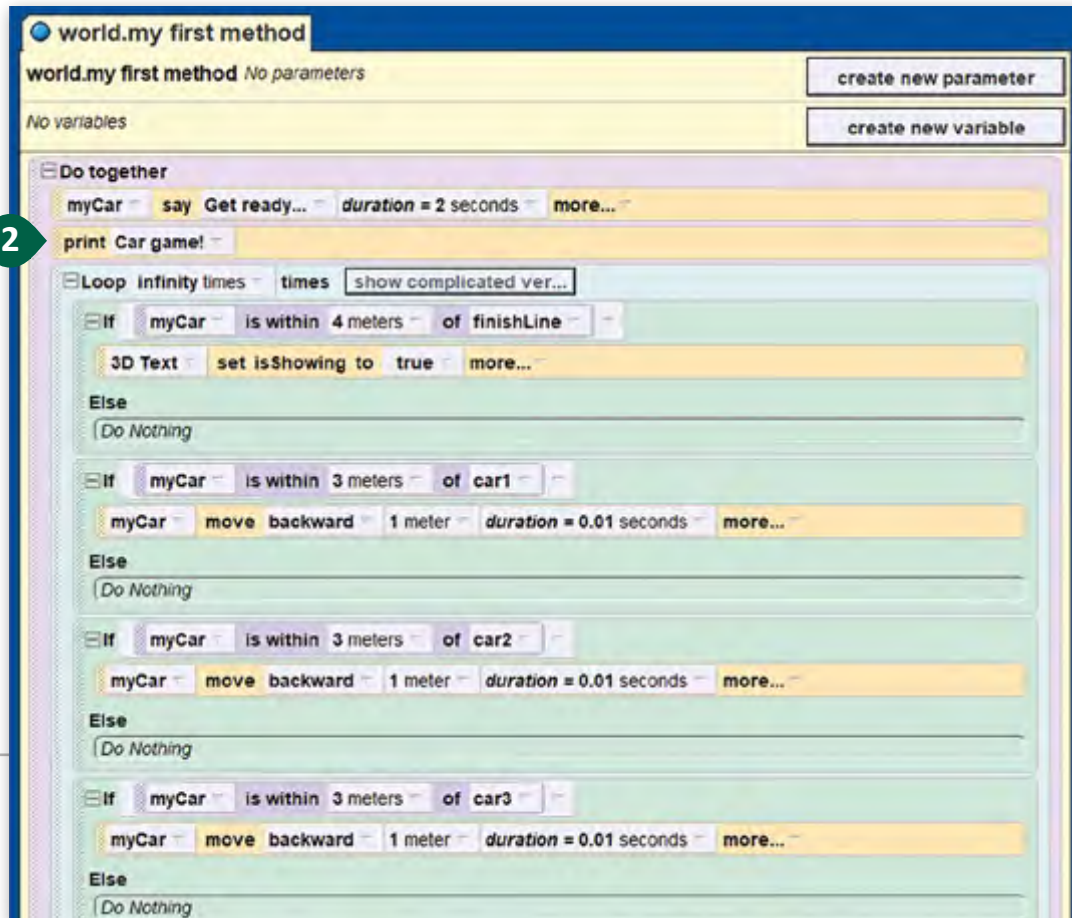 world.my first method
world.my first method No parameters
create new parameter
No variables
create new variable
Do together
myCar say Get ready... duration = 2 seconds more...
2
print Car game!
Loop infinity times times show complicated ver...
If myCar is within 4 meters of finishLine
3D Text set isShowing to true more...
Else
Do Nothing
If myCar is within 3 meters of car1
myCar move backward 1 meter duration = 0.01 seconds more...
Else
Do Nothing
If myCar is within 3 meters of car2
myCar move backward 1 meter duration = 0.01 seconds more...
Else
Do Nothing
If myCar is within 3 meters of car3
myCar move backward 1 meter duration = 0.01 seconds more...
Else
Do Nothing